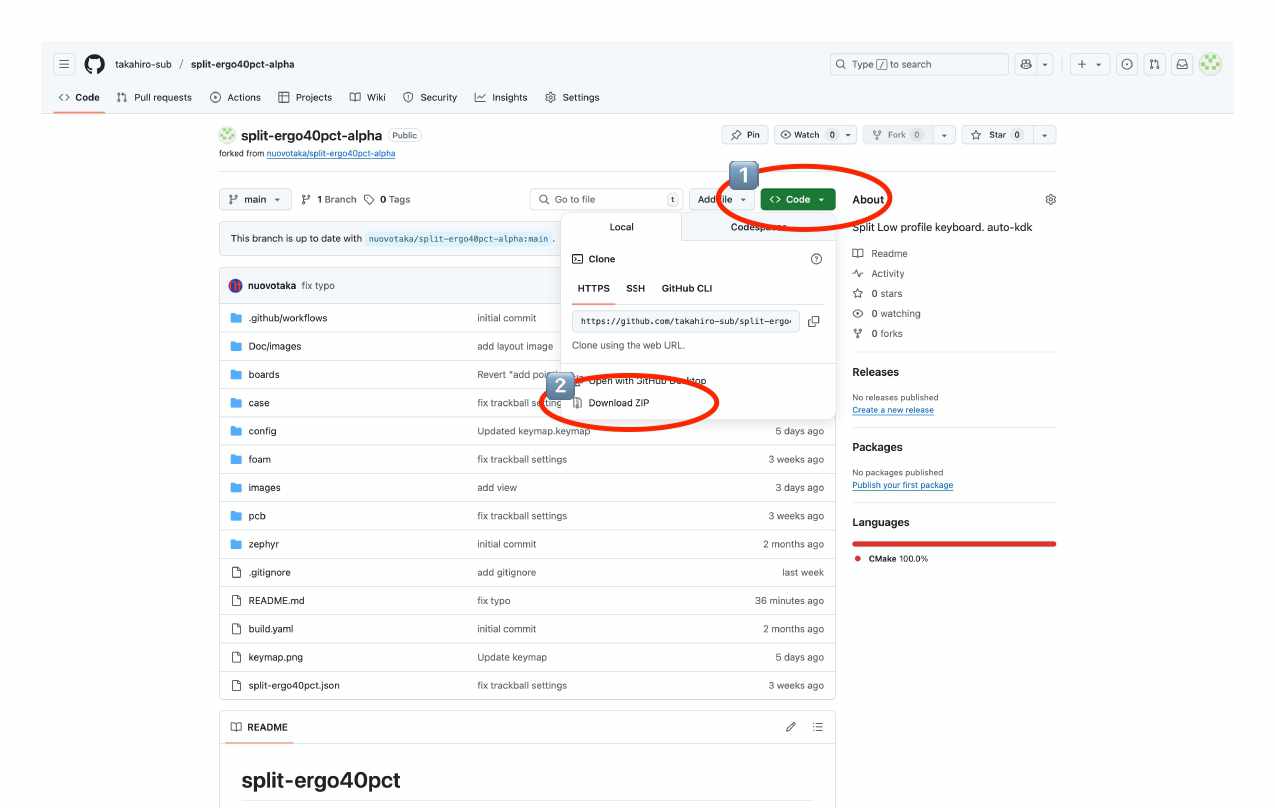 takahiro-sub / split-ergo40pct-alpha
Type / to search
<> Code Pull requests Actions Projects Wiki Security Insights Settings
split-ergo40pct-alpha Public
Pin Watch 0 Fork 0 Star 0
forked from nuovotaka/split-ergo40pct-alpha
1
main 1 Branch 0 Tags Go to file t Add file <> Code
About
Local Codespaces
Split Low profile keyboard. auto-kdk
This branch is up to date with nuovotaka/split-ergo40pct-alpha:main .
Readme
Clone
Activity
HTTPS SSH GitHub CLI
0 stars
nuovotaka fix typo
0 watching
https://github.com/takahiro-sub/split-ergo4
.github/workflows initial commit
0 forks
Doc/images add layout image
Clone using the web URL.
Releases
boards Revert "add poi
2
Open with GitHub Desktop
No releases published
case fix trackball setting
Download ZIP
Create a new release
config Updated keymap.keymap 5 days ago
Packages
foam fix trackball settings 3 weeks ago
No packages published
Publish your first package
images add view 3 days ago
pcb fix trackball settings 3 weeks ago
Languages
zephyr initial commit 2 months ago
CMake 100.0%
.gitignore add gitignore last week
README.md fix typo 36 minutes ago
build.yaml initial commit 2 months ago
keymap.png Update keymap 5 days ago
split-ergo40pct.json fix trackball settings 3 weeks ago
README
split-ergo40pct